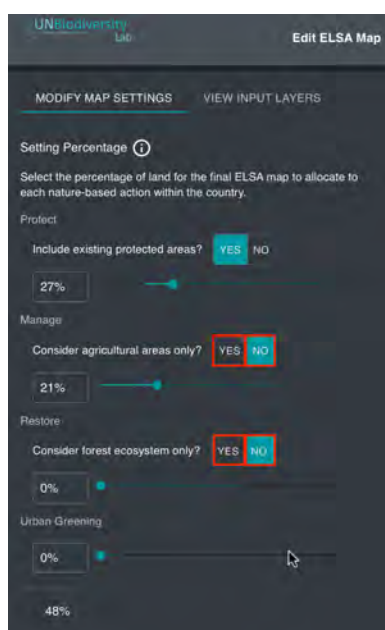 UNBiodiversity
Lab
Edit ELSA Map
MODIFY MAP SETTINGS VIEW INPUT LAYERS
Setting Percentage i
Select the percentage of land for the final ELSA map to allocate to
each nature-based action within the country.
Protect
Include existing protected areas? YES NO
27%
Manage
Consider agricultural areas only? YES NO
21%
Restore
Consider forest ecosystem only? YES NO
0%
Urban Greening
0%
48%